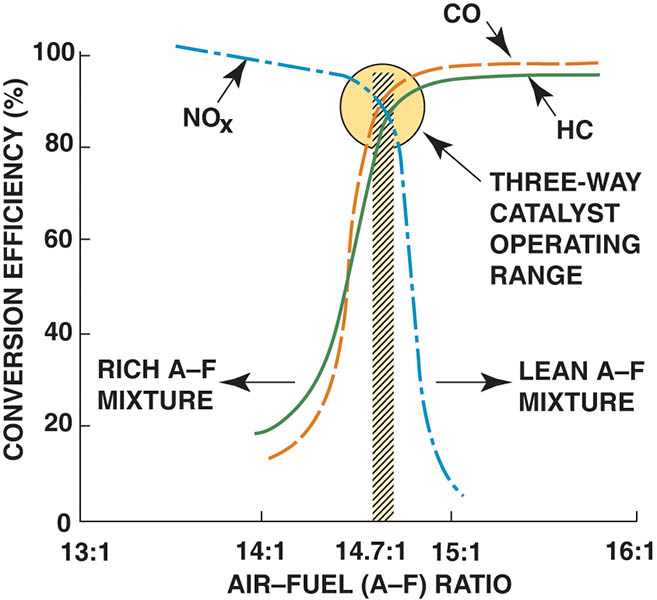 CO
100
NOx
HC
80
THREE-WAY
CATALYST
OPERATING
RANGE
60
CONVERSION EFFICIENCY (%)
40
RICH A–F
MIXTURE
LEAN A–F
MIXTURE
20
0
13:1
14:1
14.7:1
15:1
16:1
AIR–FUEL (A–F) RATIO